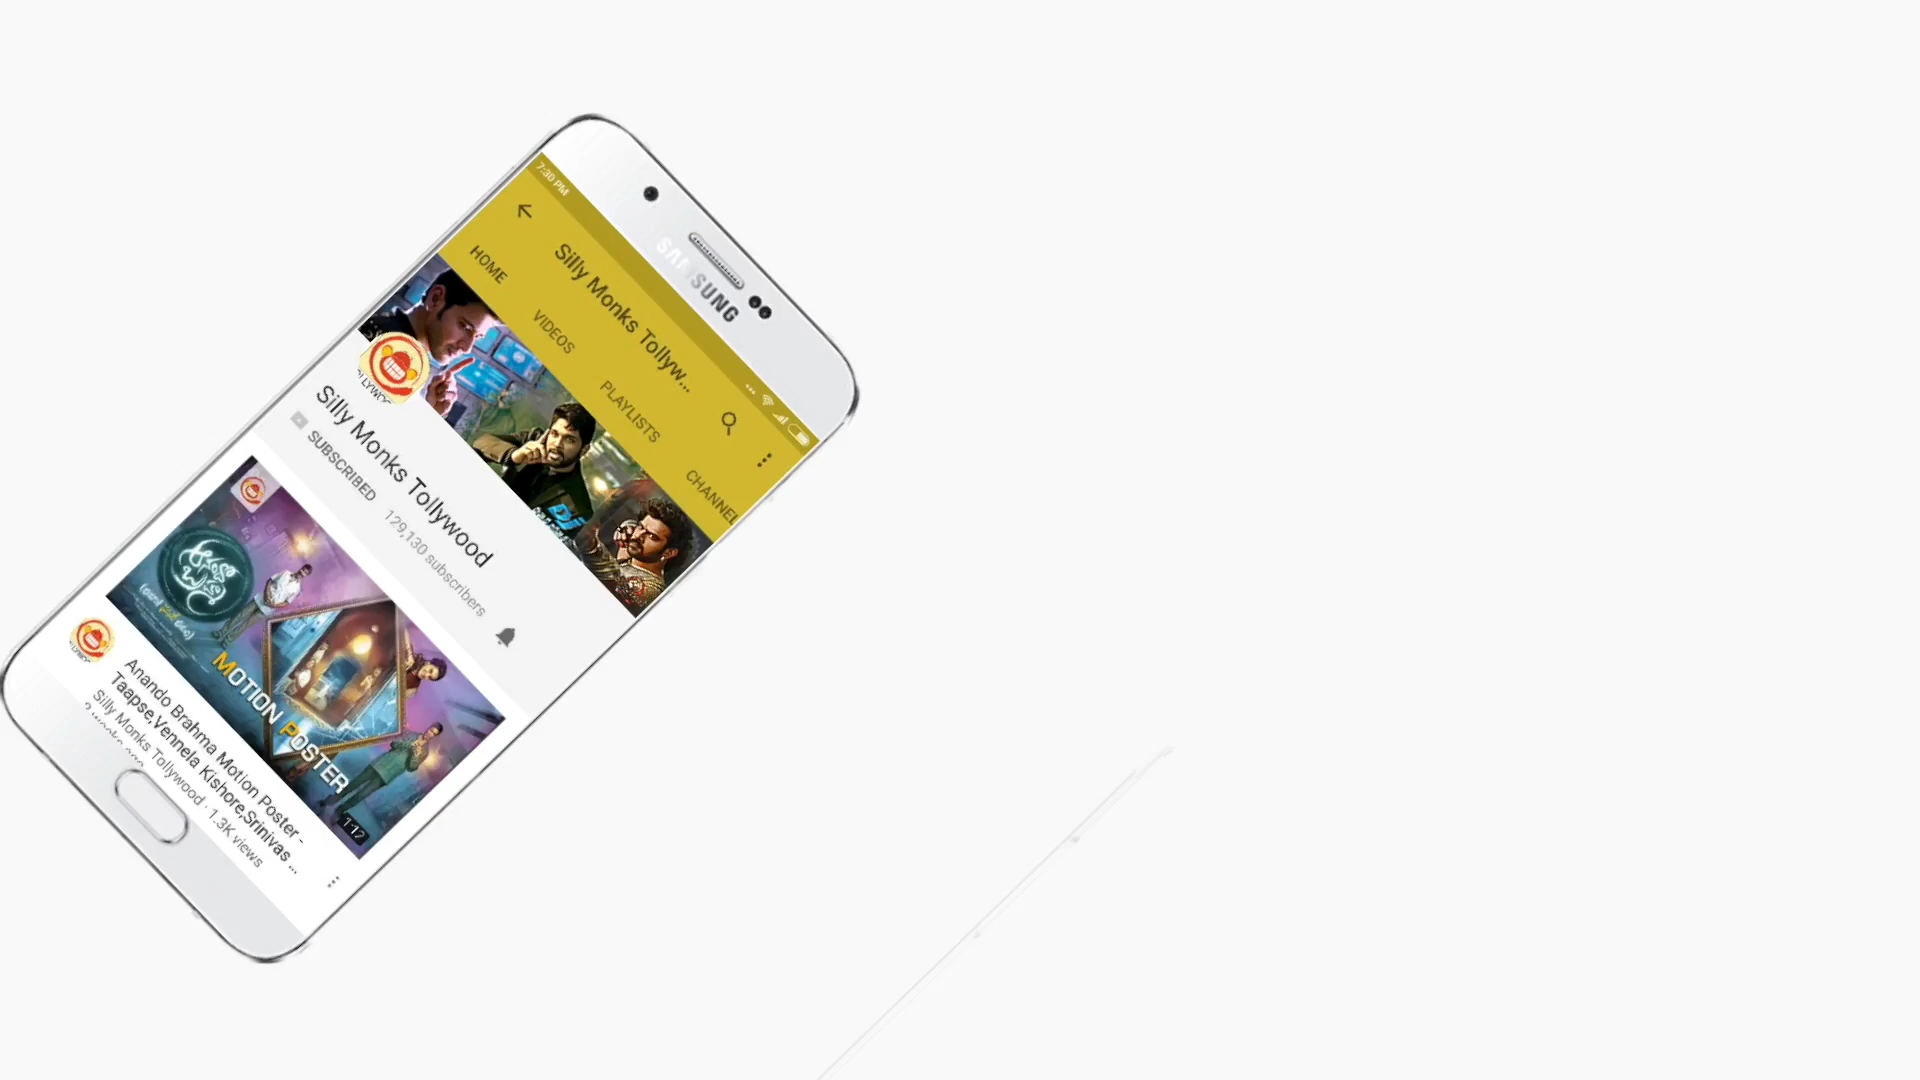 SAMSUNG
7:30 PM
Silly Monks Tollyw...
HOME
VIDEOS
PLAYLISTS
CHANNEL
DJ
Silly Monks Tollywood
SUBSCRIBED
129,130 subscribers
MOTION POSTER
1:12
Anando Brahma Motion Poster -
Taapse,Vennela Kishore,Srinivas ...
Silly Monks Tollywood · 1.3K views